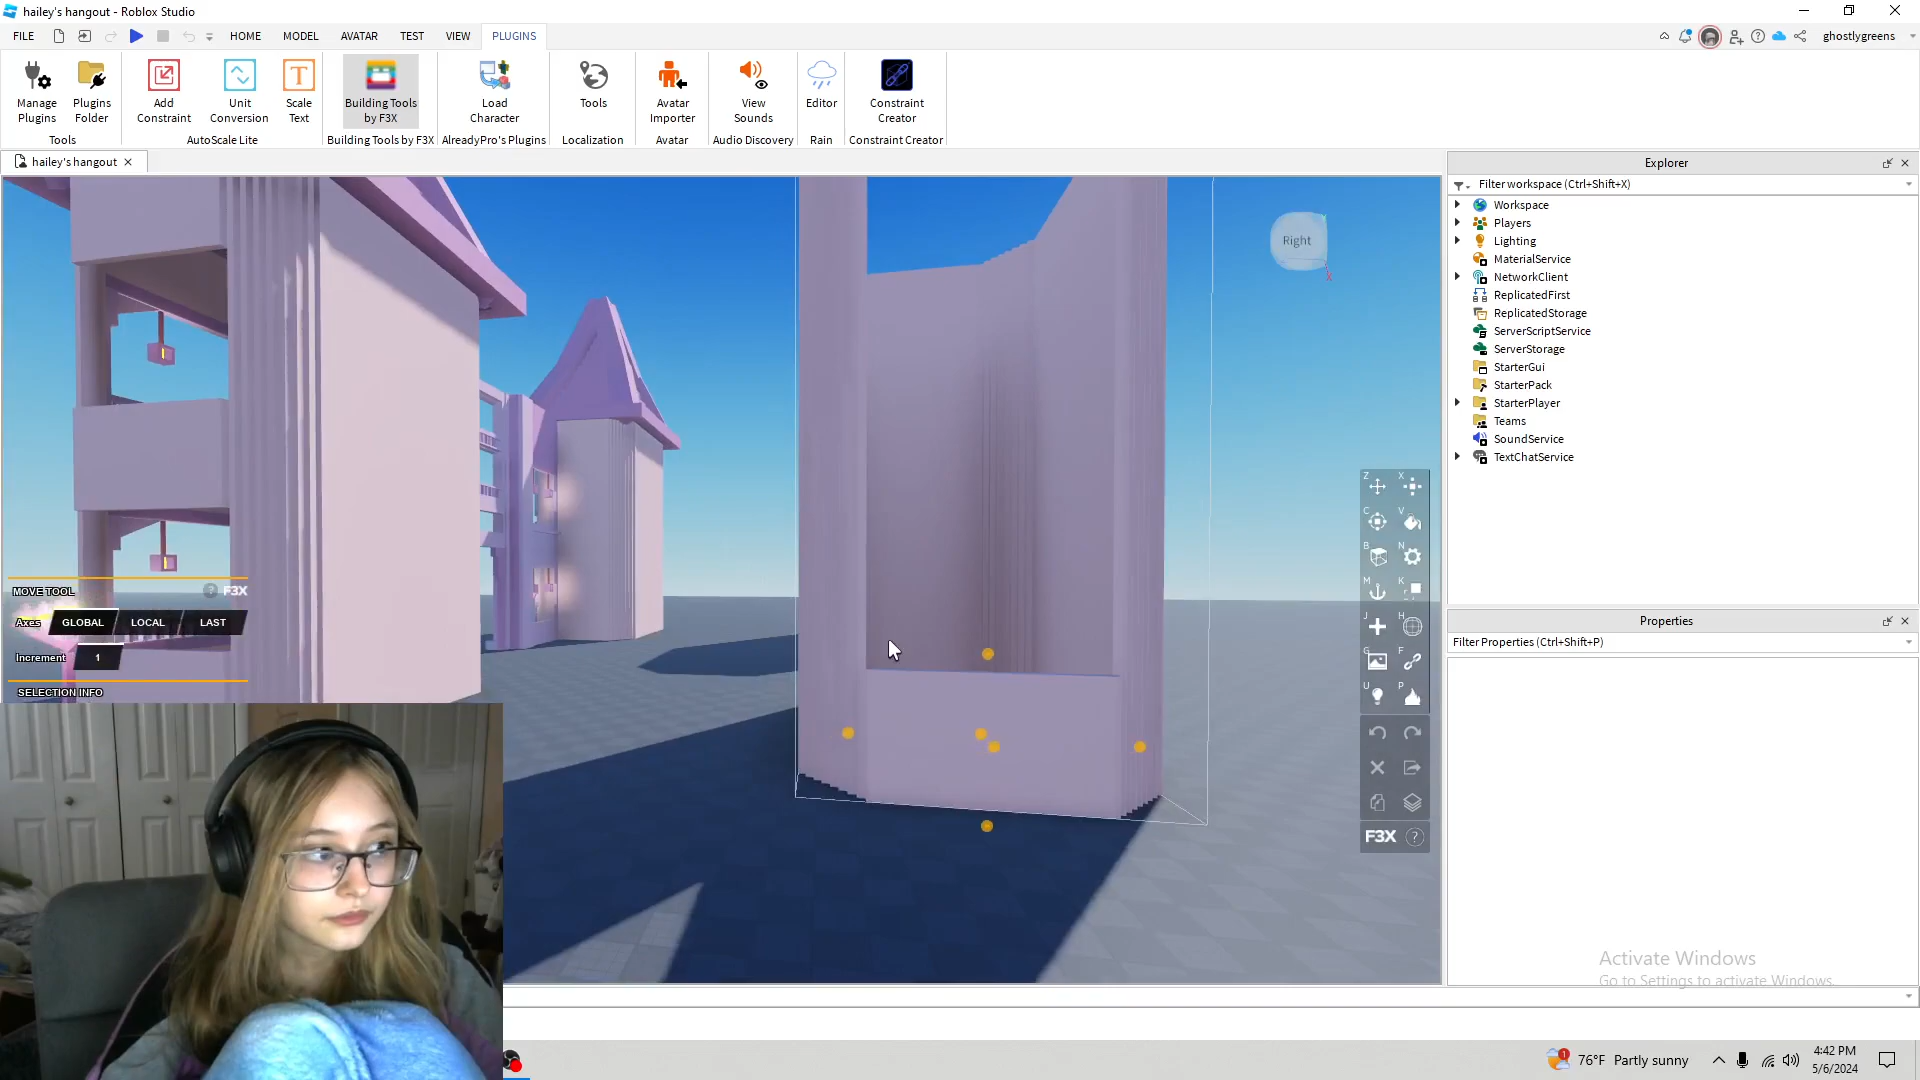 hailey's hangout - Roblox Studio
FILE HOME MODEL AVATAR TEST VIEW PLUGINS ghostlygreens
Manage Plugins
Plugins Folder
Add Constraint
Unit Conversion
Scale Text
Building Tools by F3X
Load Character
Tools
Avatar Importer
View Sounds
Editor
Constraint Creator
Tools AutoScale Lite Building Tools by F3X AlreadyPro's Plugins Localization Avatar Audio Discovery Rain Constraint Creator
hailey's hangout
Explorer
Filter workspace (Ctrl+Shift+X)
Workspace
Players
Lighting
MaterialService
NetworkClient
ReplicatedFirst
ReplicatedStorage
ServerScriptService
ServerStorage
StarterGui
StarterPack
StarterPlayer
Teams
SoundService
TextChatService
Properties
Filter Properties (Ctrl+Shift+P)
Right
X
MOVE TOOL ? F3X
Axes GLOBAL LOCAL LAST
Increment 1
SELECTION INFO
Z X
C V
B N
M K
J H
G F
U P
F3X ?
Activate Windows
Go to Settings to activate Windows.
1 76°F Partly sunny
4:42 PM
5/6/2024